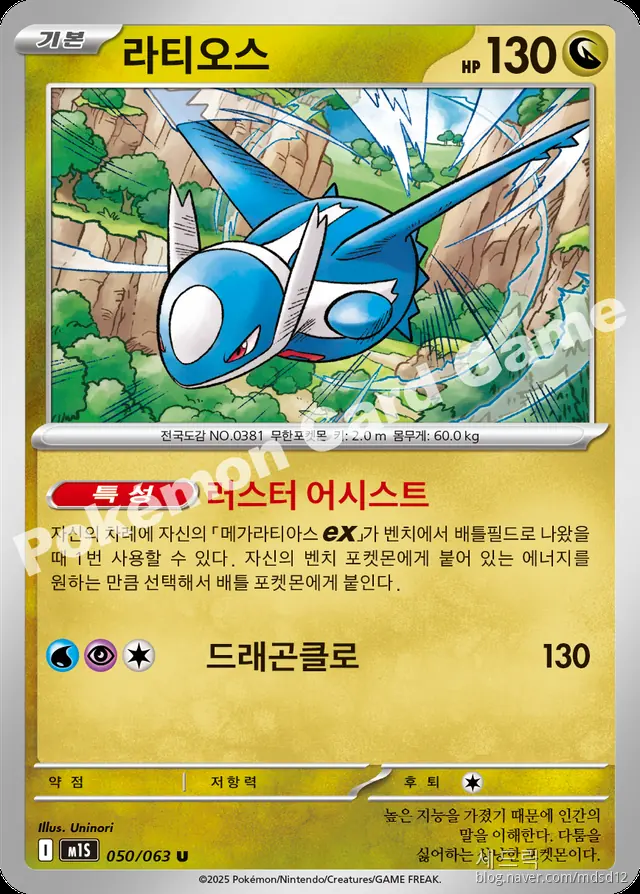 기본
라티오스
HP 130
전국도감 NO.0381 무한포켓몬 키: 2.0 m 몸무게: 60.0 kg
특성 러스터 어시스트
자신의 차례에 자신의 「메가라티아스 ex」가 벤치에서 배틀필드로 나왔을
때 1번 사용할 수 있다. 자신의 벤치 포켓몬에게 붙어 있는 에너지를
원하는 만큼 선택해서 배틀 포켓몬에게 붙인다.
드래곤클로 130
약점 저항력 후퇴
높은 지능을 가졌기 때문에 인간의
말을 이해한다. 다툼을
싫어하는 상냥한 포켓몬이다.
Illus. Uninori
I M1S 050/063 U
©2025 Pokémon/Nintendo/Creatures/GAME FREAK.
Pokémon Card Game
blog.naver.com/mdsd12